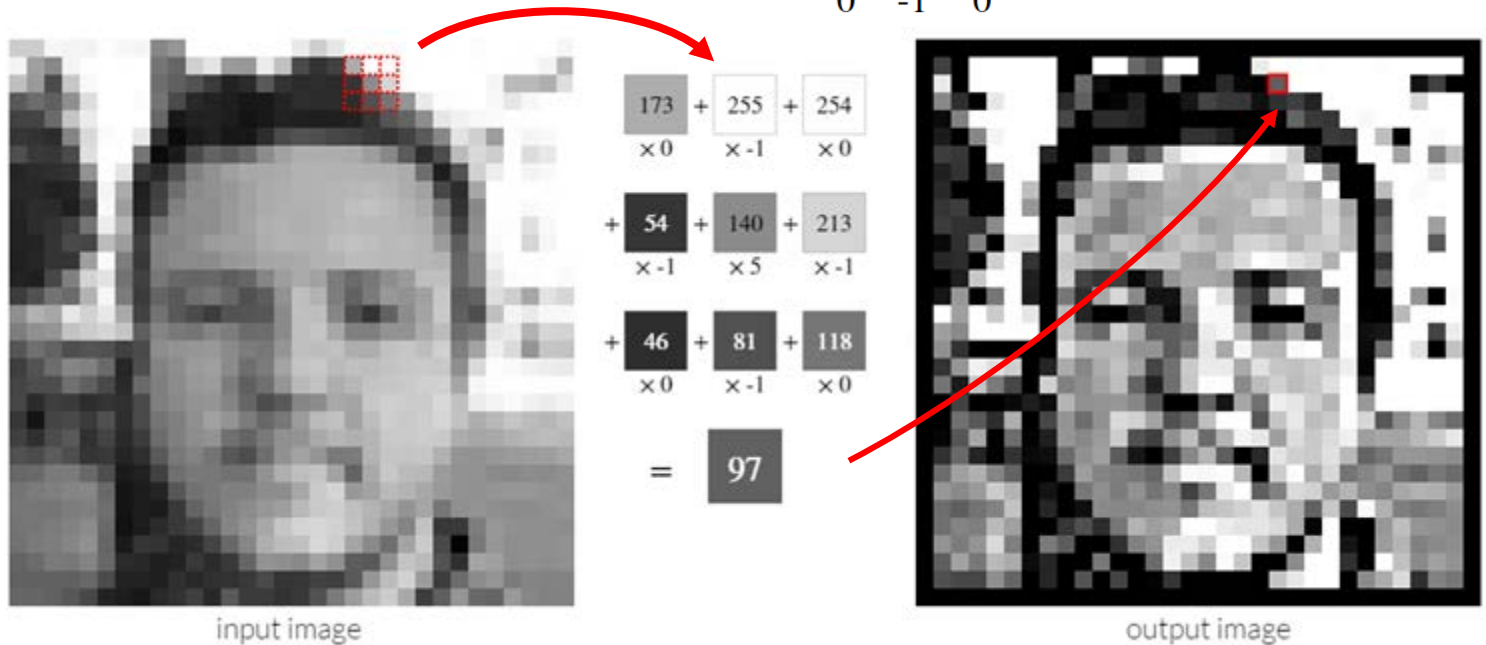 0 -1 0
173 + 255 + 254
×0 ×-1 ×0
+ 54 + 140 + 213
×-1 ×5 ×-1
+ 46 + 81 + 118
×0 ×-1 ×0
= 97
input image
output image